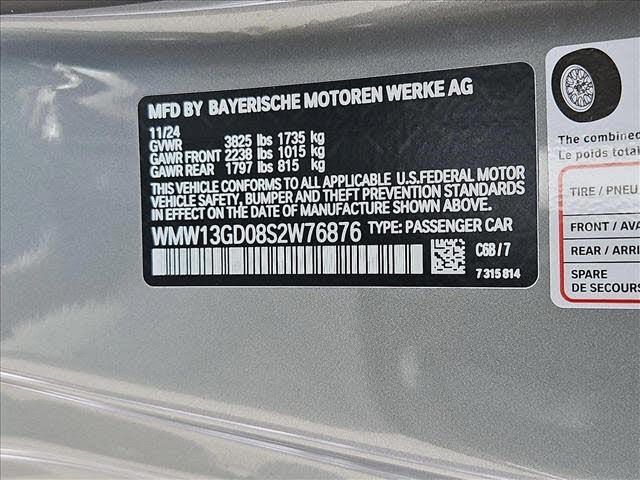 MFD BY BAYERISCHE MOTOREN WERKE AG
11/24
GVWR 3825 lbs 1735 kg
GAWR FRONT 2238 lbs 1015 kg
GAWR REAR 1797 lbs 815 kg
THIS VEHICLE CONFORMS TO ALL APPLICABLE U.S.FEDERAL MOTOR
VEHICLE SAFETY, BUMPER AND THEFT PREVENTION STANDARDS
IN EFFECT ON THE DATE OF MANUFACTURE SHOWN ABOVE.
WMW13GD08S2W76876 TYPE: PASSENGER CAR
C6B / 7
7 315 814
The combined
Le poids total
TIRE / PNEU
FRONT / AVA
REAR / ARRI
SPARE
DE SECOURS